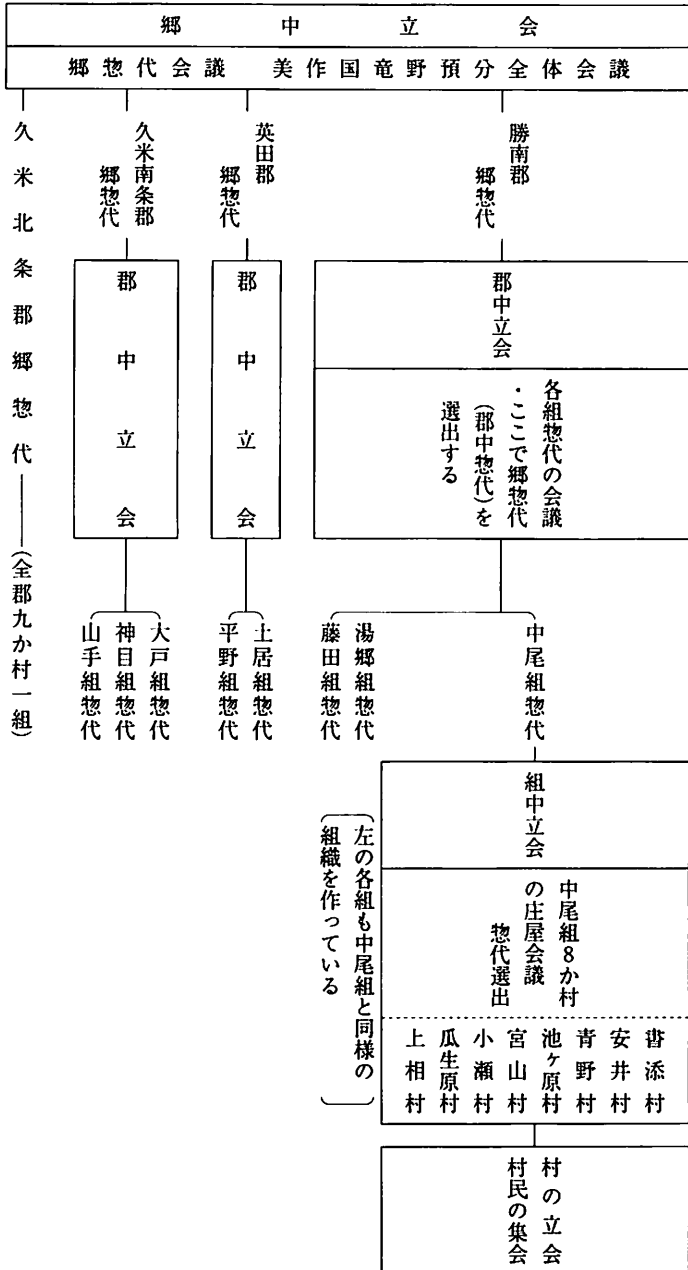 郷中立会
郷惣代会議 美作国竜野預分全体会議
勝南郡
郷惣代
郡中立会
各組惣代の会議
・ここで郷惣代
(郡中惣代)を
選出する
中尾組惣代
湯郷組惣代
藤田組惣代
組中立会
中尾組8か村
の庄屋会議
惣代選出
書添村
安井村
青野村
池ヶ原村
宮山村
小瀬村
瓜生原村
上相村
左の各組も中尾組と同様の
組織を作っている
村の立会
村民の集会
英田郡
郷惣代
郡中立会
土居組惣代
平野組惣代
久米南条郡
郷惣代
郡中立会
大戸組惣代
神目組惣代
山手組惣代
久米北条郡郷惣代――(全郡九か村一組)